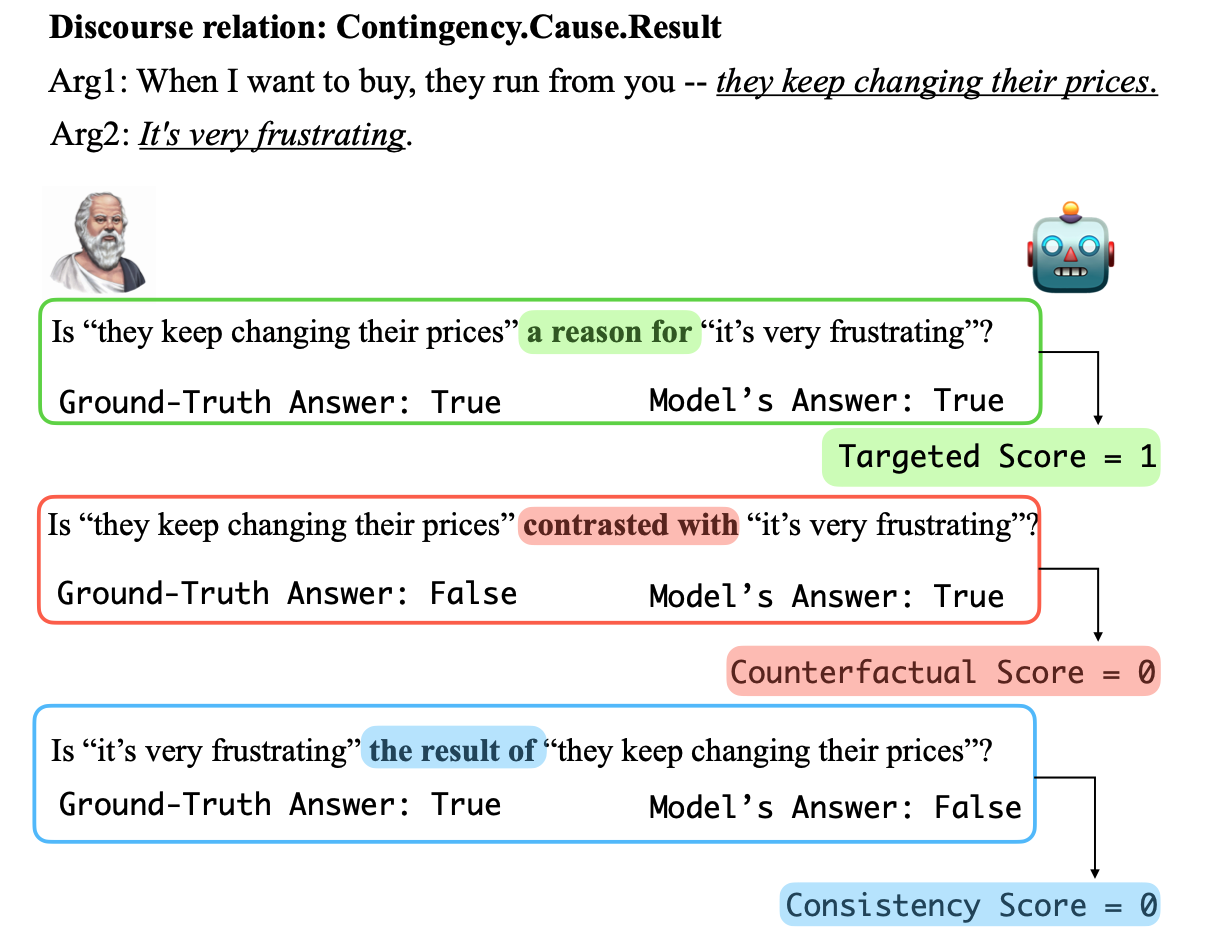 Discourse relation: Contingency.Cause.Result
Arg1: When I want to buy, they run from you -- they keep changing their prices.
Arg2: It's very frustrating.
Is “they keep changing their prices” a reason for “it’s very frustrating”?
Ground-Truth Answer: True Model’s Answer: True
Targeted Score = 1
Is “they keep changing their prices” contrasted with “it’s very frustrating”?
Ground-Truth Answer: False Model’s Answer: True
Counterfactual Score = 0
Is “it’s very frustrating” the result of “they keep changing their prices”?
Ground-Truth Answer: True Model’s Answer: False
Consistency Score = 0